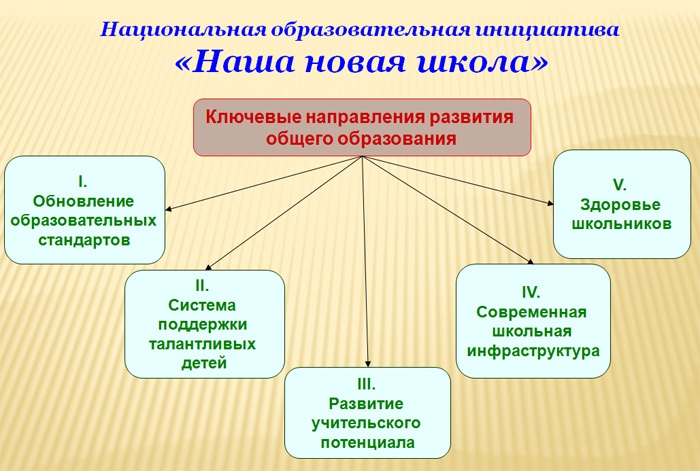 Национальная образовательная инициатива
«Наша новая школа»
Ключевые направления развития
общего образования
I.
Обновление
образовательных
стандартов
II.
Система
поддержки
талантливых
детей
III.
Развитие
учительского
потенциала
IV.
Современная
школьная
инфраструктура
V.
Здоровье
школьников